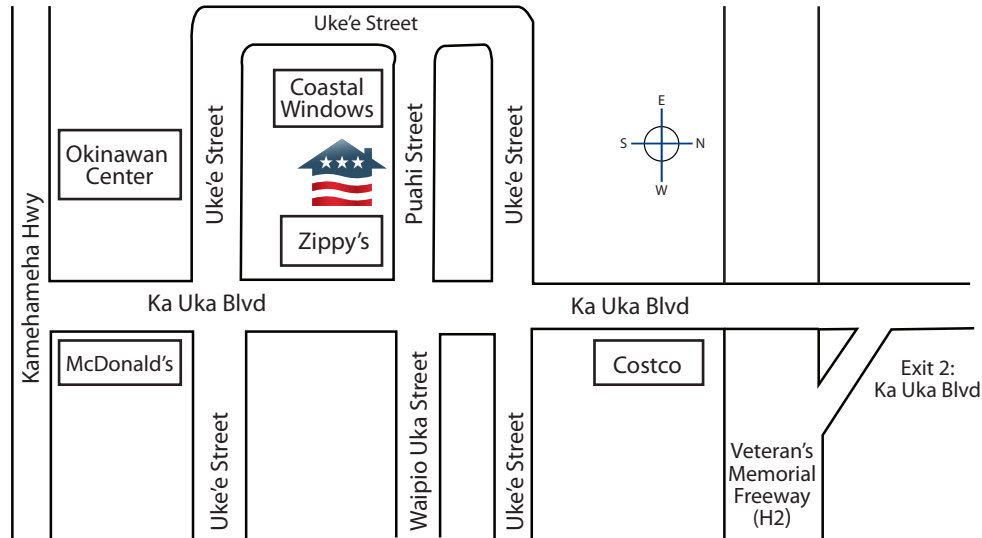 Uke'e Street
Coastal
Windows
Okinawan
Center
Uke'e Street
Puahi Street
Uke'e Street
E
S
N
W
Kamehameha Hwy
Zippy's
Ka Uka Blvd
Ka Uka Blvd
McDonald's
Costco
Exit 2:
Ka Uka Blvd
Uke'e Street
Waipio Uka Street
Uke'e Street
Veteran's
Memorial
Freeway
(H2)